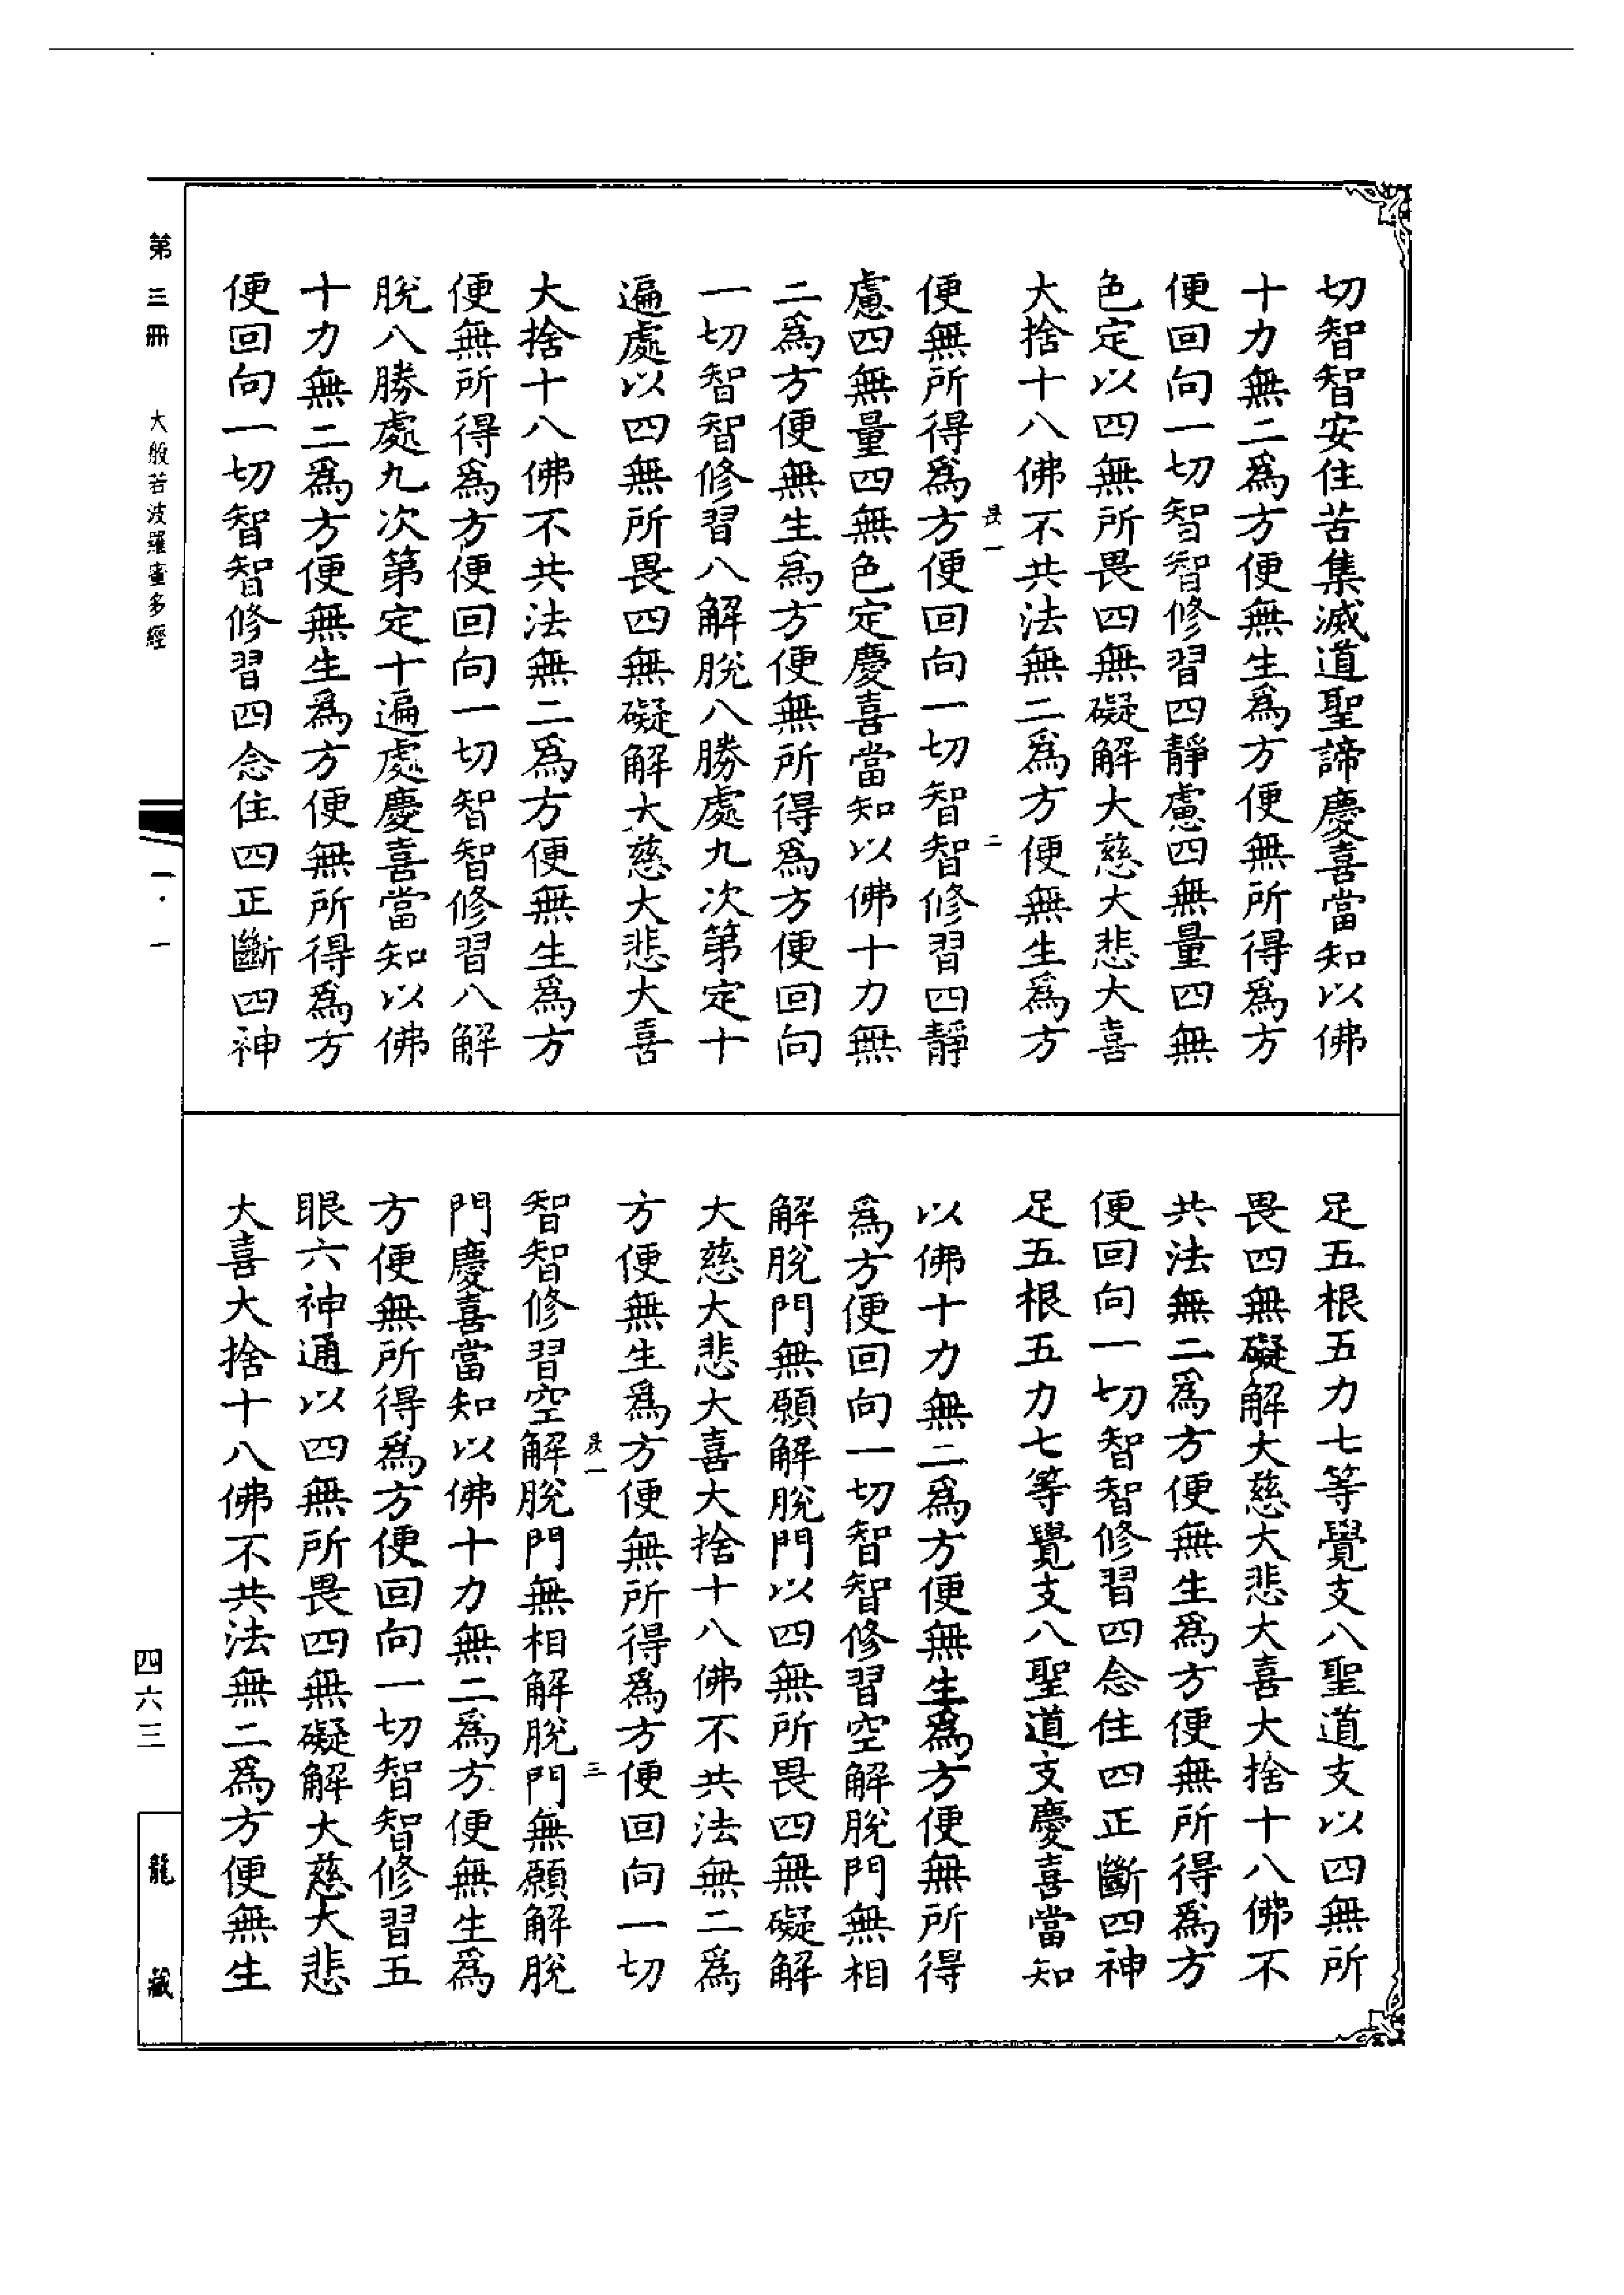 切智智安住苦集滅道聖諦慶喜當知以佛
十力無二爲方便無生爲方便無所得爲方
便回向一切智智修習四靜慮四無量四無
色定以四無所畏四無礙解大慈大悲大喜
大捨十八佛不共法無二爲方便無生爲方
便無所得爲方便回向一切智智修習四靜
慮四無量四無色定慶喜當知以佛十力無
二爲方便無生爲方便無所得爲方便回向
一切智智修習八解脫八勝處九次第定十
遍處以四無所畏四無礙解大慈大悲大喜
大捨十八佛不共法無二爲方便無生爲方
便無所得爲方便回向一切智智修習八解
脫八勝處九次第定十遍處慶喜當知以佛
十力無二爲方便無生爲方便無所得爲方
便回向一切智智修習四念住四正斷四神
足五根五力七等覺支八聖道支以四無所
畏四無礙解大慈大悲大喜大捨十八佛不
共法無二爲方便無生爲方便無所得爲方
便回向一切智智修習四念住四正斷四神
足五根五力七等覺支八聖道支慶喜當知
以佛十力無二爲方便無生爲方便無所得
爲方便回向一切智智修習空解脫門無相
解脫門無願解脫門以四無所畏四無礙解
大慈大悲大喜大捨十八佛不共法無二爲
方便無生爲方便無所得爲方便回向一切
智智修習空解脫門無相解脫門無願解脫
門慶喜當知以佛十力無二爲方便無生爲
方便無所得爲方便回向一切智智修習五
眼六神通以四無所畏四無礙解大慈大悲
大喜大捨十八佛不共法無二爲方便無生
第三冊 大般若波羅蜜多經
四六三
龍藏